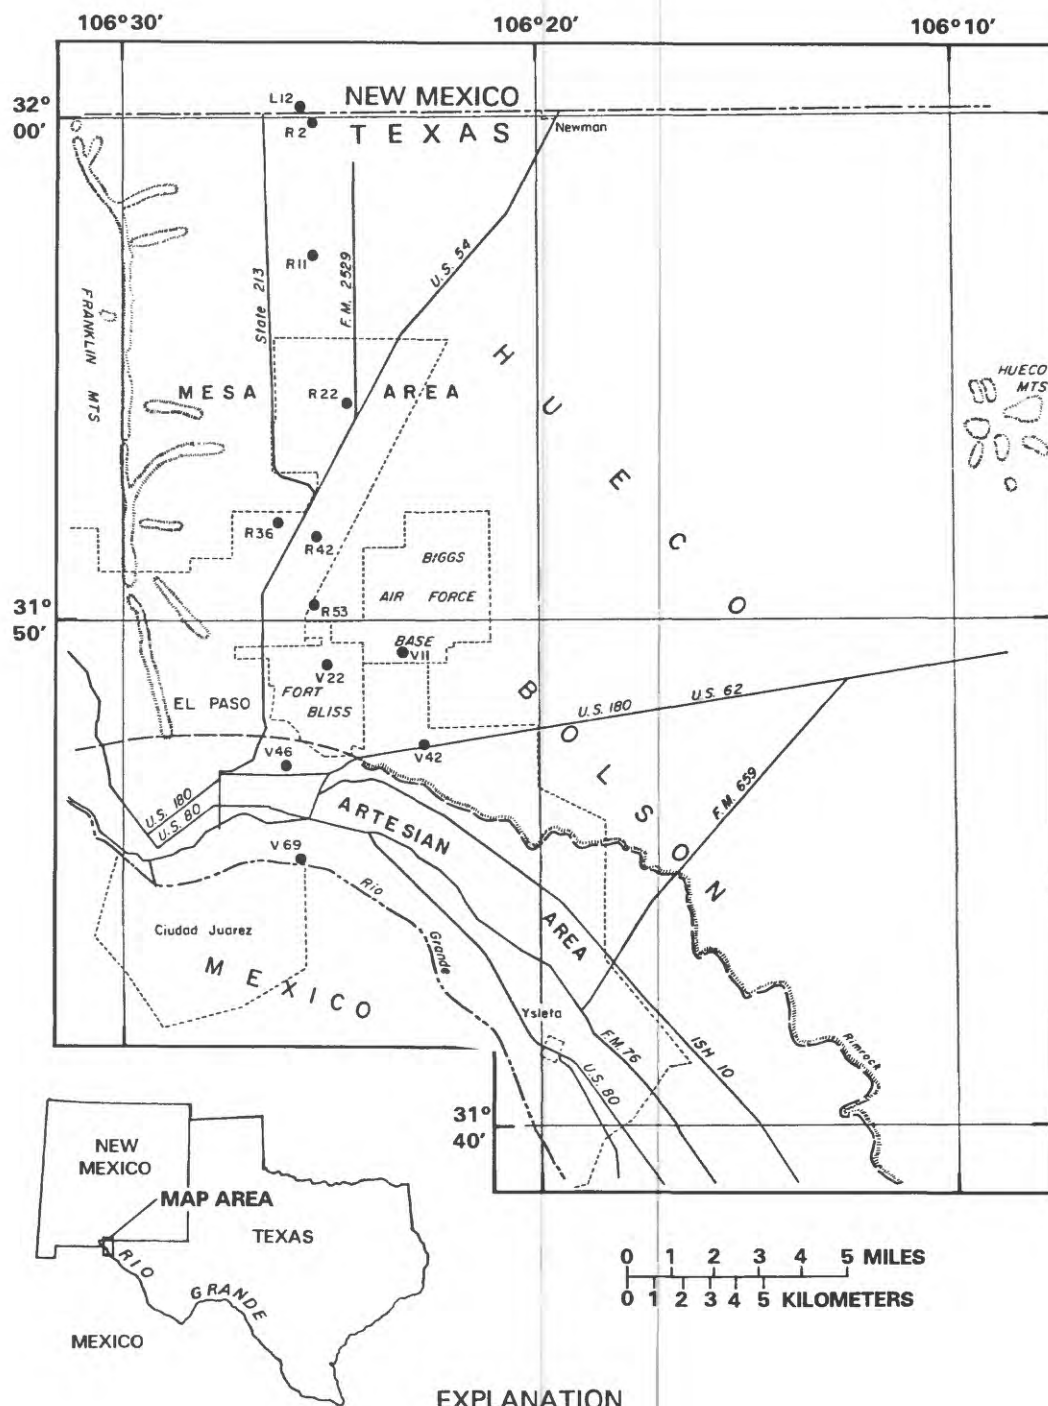 106°30′ 106°20′ 106°10′
32°
00′
L12
NEW MEXICO
R2
TEXAS
Newman
R11
State 213
F.M. 2529
U.S. 54
FRANKLIN MTS
HUECO
MTS
MESA AREA
R22
HUECO
R36
R42
BIGGS
AIR FORCE
BASE
R53
31°
50′
V11
V22
FORT
BLISS
EL PASO
BOLSON
U.S. 180
U.S. 62
V46
V42
F.M. 659
U.S. 180
U.S. 80
ARTESIAN
AREA
V 69
Rio
Grande
Ciudad Juarez
MEXICO
Ysleta
F.M. 76
U.S. 80
ISH 10
Rimrock
31°
40′
NEW
MEXICO
MAP AREA
TEXAS
RIO
GRANDE
MEXICO
0 1 2 3 4 5 MILES
0 1 2 3 4 5 KILOMETERS
EXPLANATION